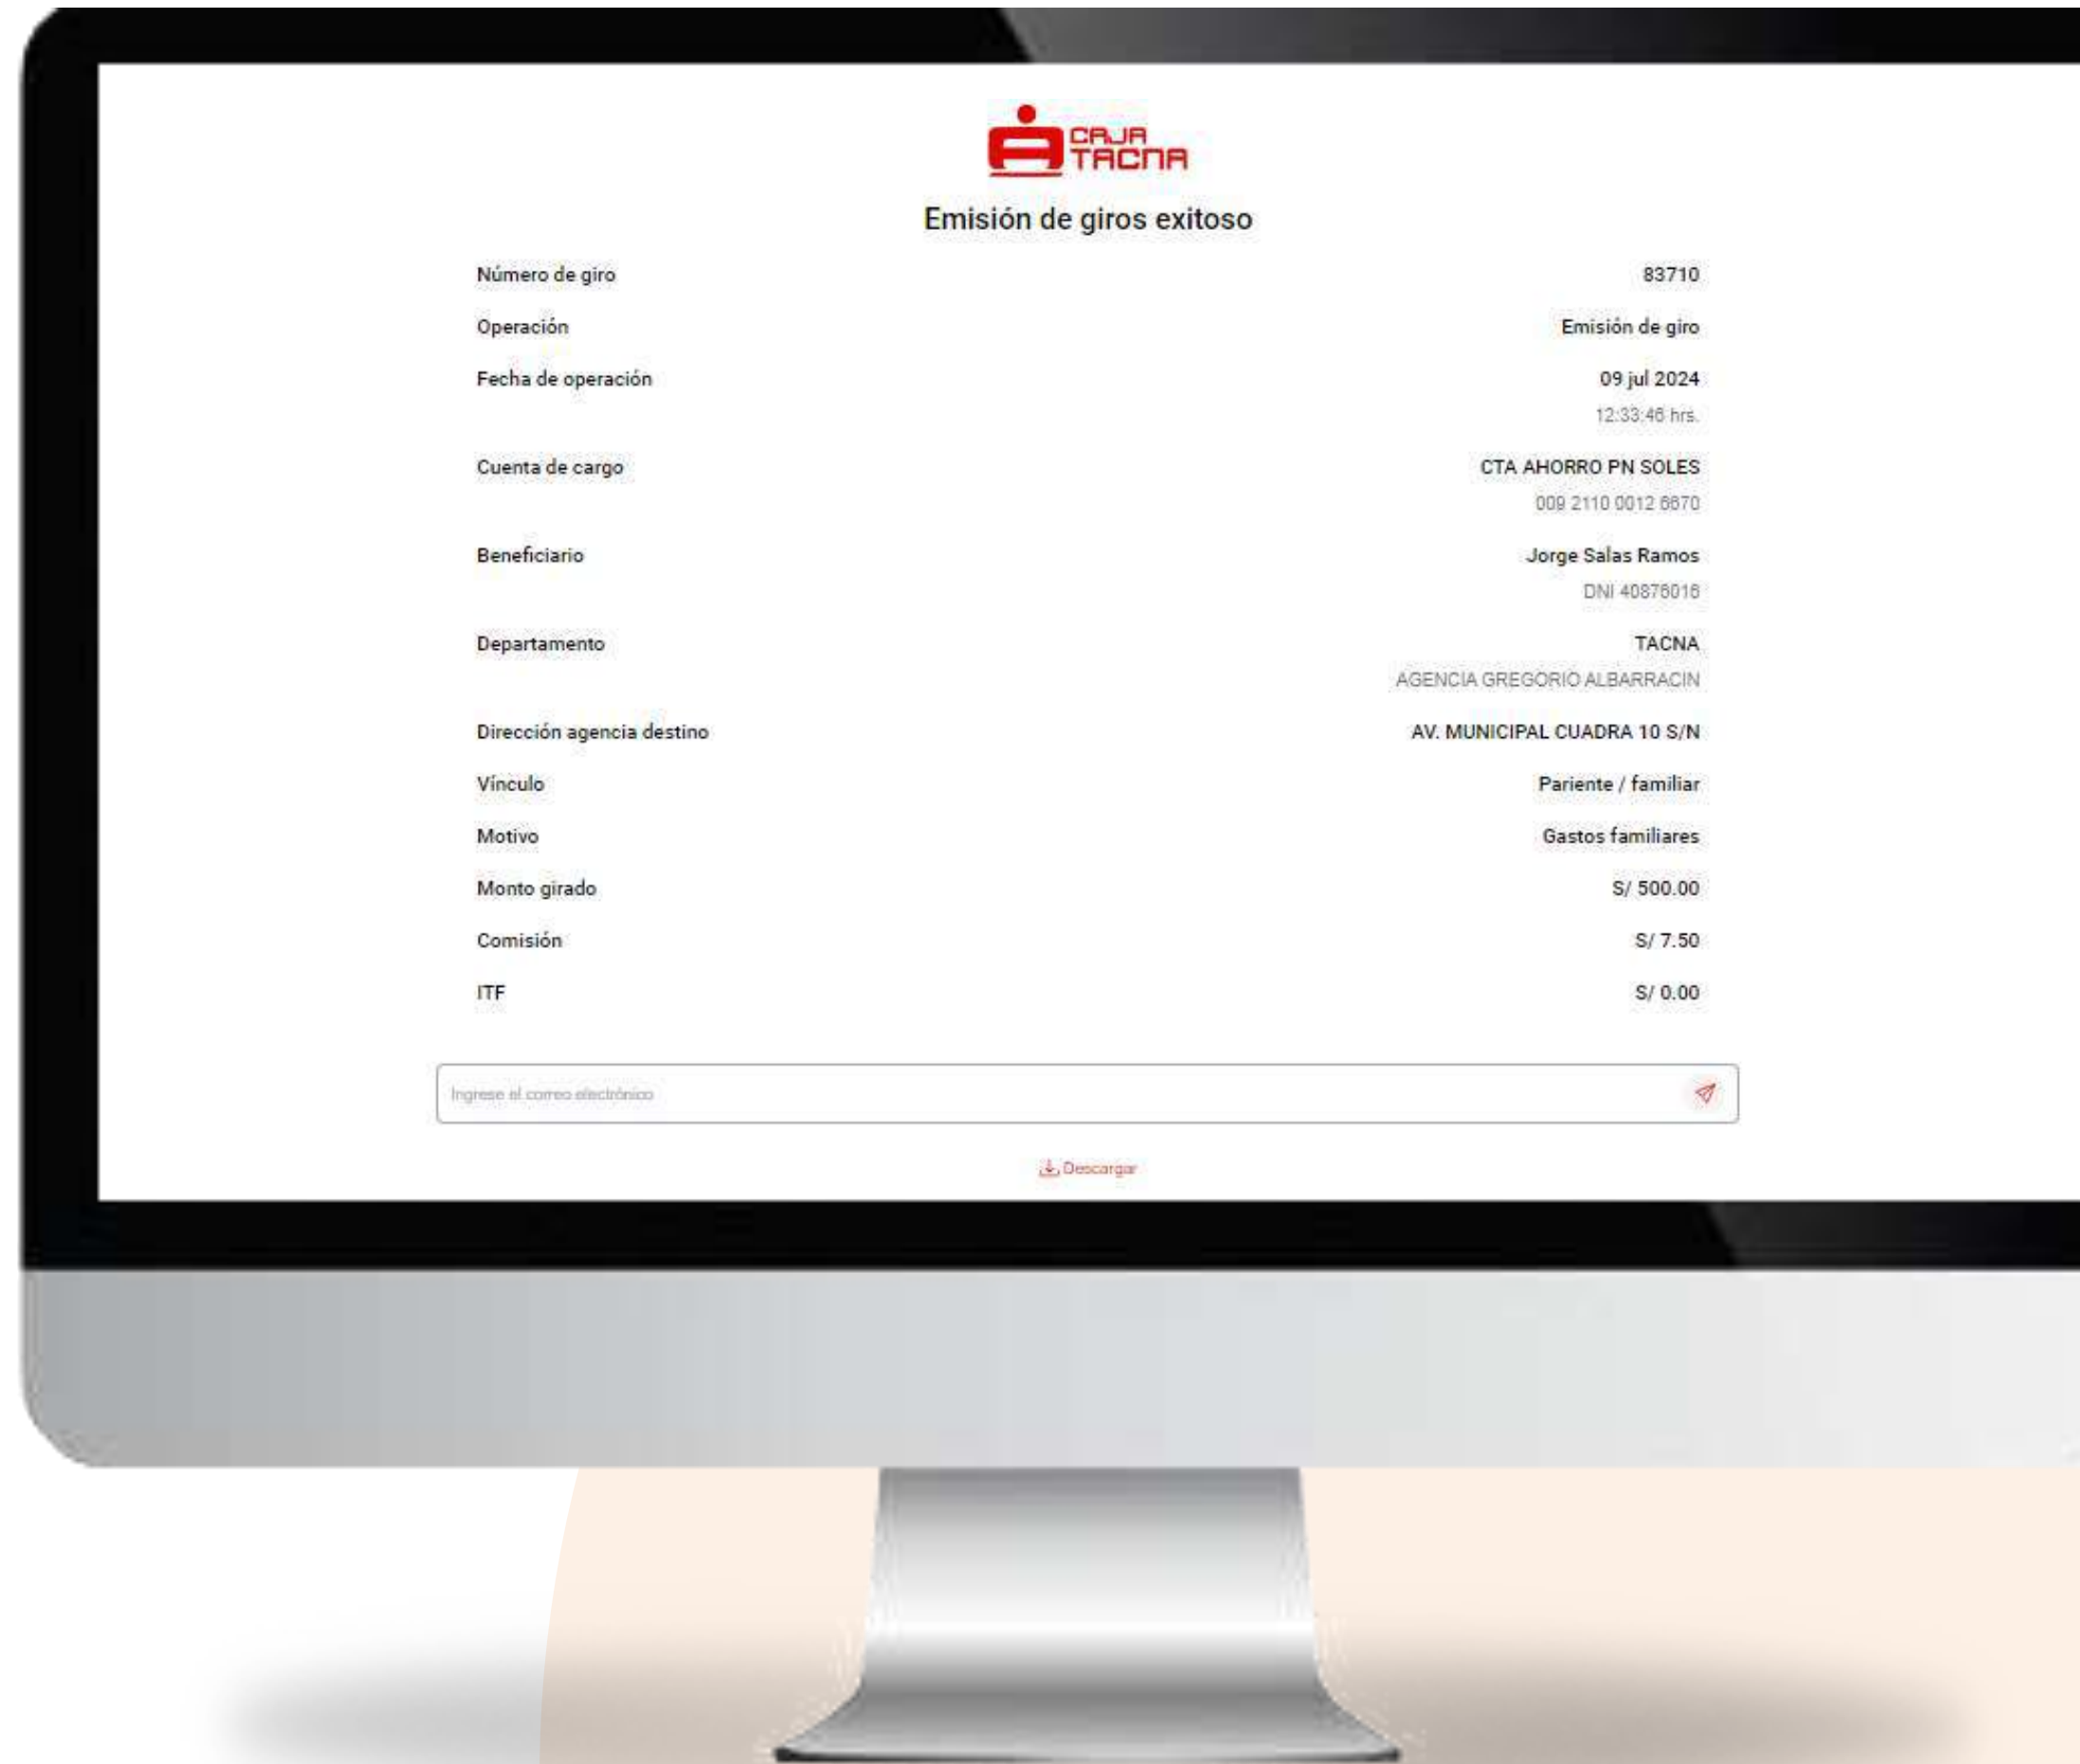 CAJA
TACNA
Emisión de giros exitoso
Número de giro 83710
Operación Emisión de giro
Fecha de operación 09 jul 2024
12:33:46 hrs.
Cuenta de cargo CTA AHORRO PN SOLES
009 2110 0012 6670
Beneficiario Jorge Salas Ramos
DNI 40876016
Departamento TACNA
AGENCIA GREGORIO ALBARRACIN
Dirección agencia destino AV. MUNICIPAL CUADRA 10 S/N
Vínculo Pariente / familiar
Motivo Gastos familiares
Monto girado S/ 500.00
Comisión S/ 7.50
ITF S/ 0.00
Ingrese el correo electrónico
Descargar